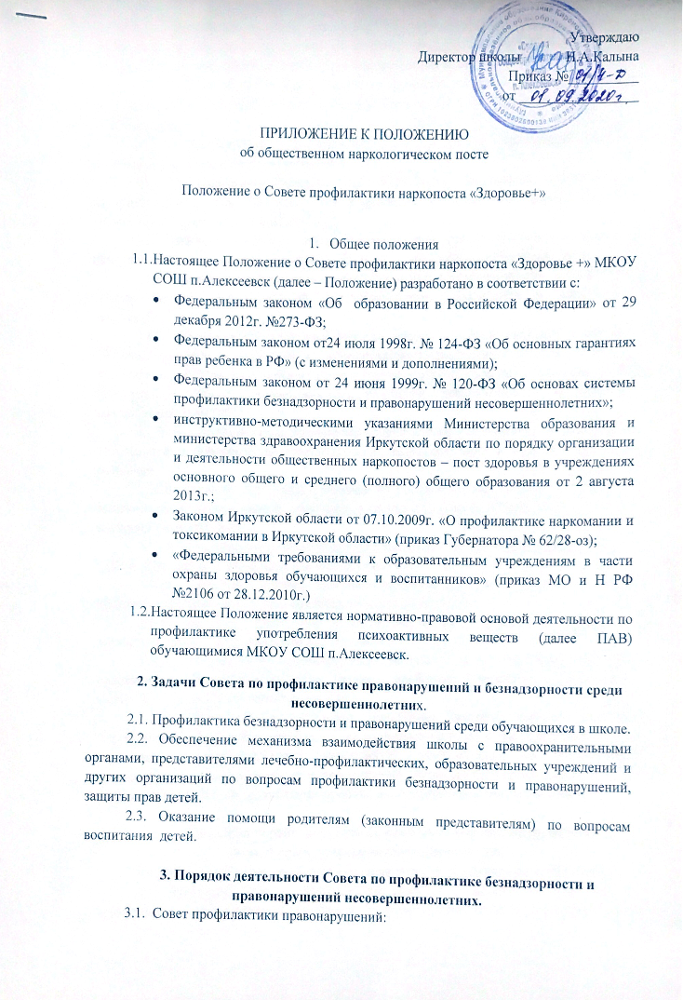 Утверждаю
Директор школы И.А.Калына
Приказ № 01/4-Д
от 01.09.2020г.
ПРИЛОЖЕНИЕ К ПОЛОЖЕНИЮ
об общественном наркологическом посте
Положение о Совете профилактики наркопоста «Здоровье+»
1. Общее положения
1.1.Настоящее Положение о Совете профилактики наркопоста «Здоровье +» МКОУ
СОШ п.Алексеевск (далее – Положение) разработано в соответствии с:
• Федеральным законом «Об образовании в Российской Федерации» от 29
декабря 2012г. №273-ФЗ;
• Федеральным законом от24 июля 1998г. № 124-ФЗ «Об основных гарантиях
прав ребенка в РФ» (с изменениями и дополнениями);
• Федеральным законом от 24 июня 1999г. № 120-ФЗ «Об основах системы
профилактики безнадзорности и правонарушений несовершеннолетних»;
• инструктивно-методическими указаниями Министерства образования и
министерства здравоохранения Иркутской области по порядку организации
и деятельности общественных наркопостов – пост здоровья в учреждениях
основного общего и среднего (полного) общего образования от 2 августа
2013г.;
• Законом Иркутской области от 07.10.2009г. «О профилактике наркомании и
токсикомании в Иркутской области» (приказ Губернатора № 62/28-оз);
• «Федеральными требованиями к образовательным учреждениям в части
охраны здоровья обучающихся и воспитанников» (приказ МО и Н РФ
№2106 от 28.12.2010г.)
1.2.Настоящее Положение является нормативно-правовой основой деятельности по
профилактике употребления психоактивных веществ (далее ПАВ)
обучающимися МКОУ СОШ п.Алексеевск.
2. Задачи Совета по профилактике правонарушений и безнадзорности среди
несовершеннолетних.
2.1. Профилактика безнадзорности и правонарушений среди обучающихся в школе.
2.2. Обеспечение механизма взаимодействия школы с правоохранительными
органами, представителями лечебно-профилактических, образовательных учреждений и
других организаций по вопросам профилактики безнадзорности и правонарушений,
защиты прав детей.
2.3. Оказание помощи родителям (законным представителям) по вопросам
воспитания детей.
3. Порядок деятельности Совета по профилактике безнадзорности и
правонарушений несовершеннолетних.
3.1. Совет профилактики правонарушений: